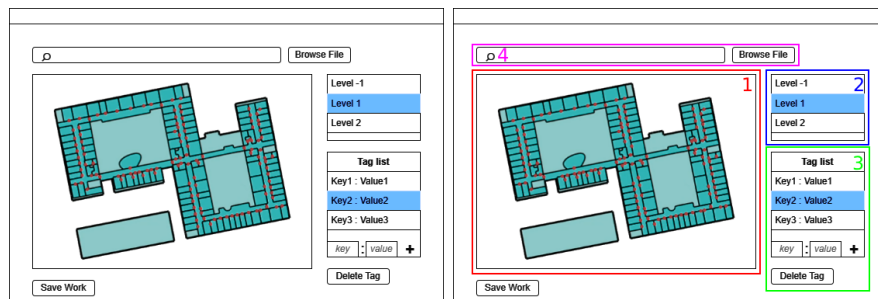 Browse File
Level -1
Level 1
Level 2
Tag list
Key1 : Value1
Key2 : Value2
Key3 : Value3
key : value +
Delete Tag
Save Work
4
Browse File
1
2
Level -1
Level 1
Level 2
3
Tag list
Key1 : Value1
Key2 : Value2
Key3 : Value3
key : value +
Delete Tag
Save Work